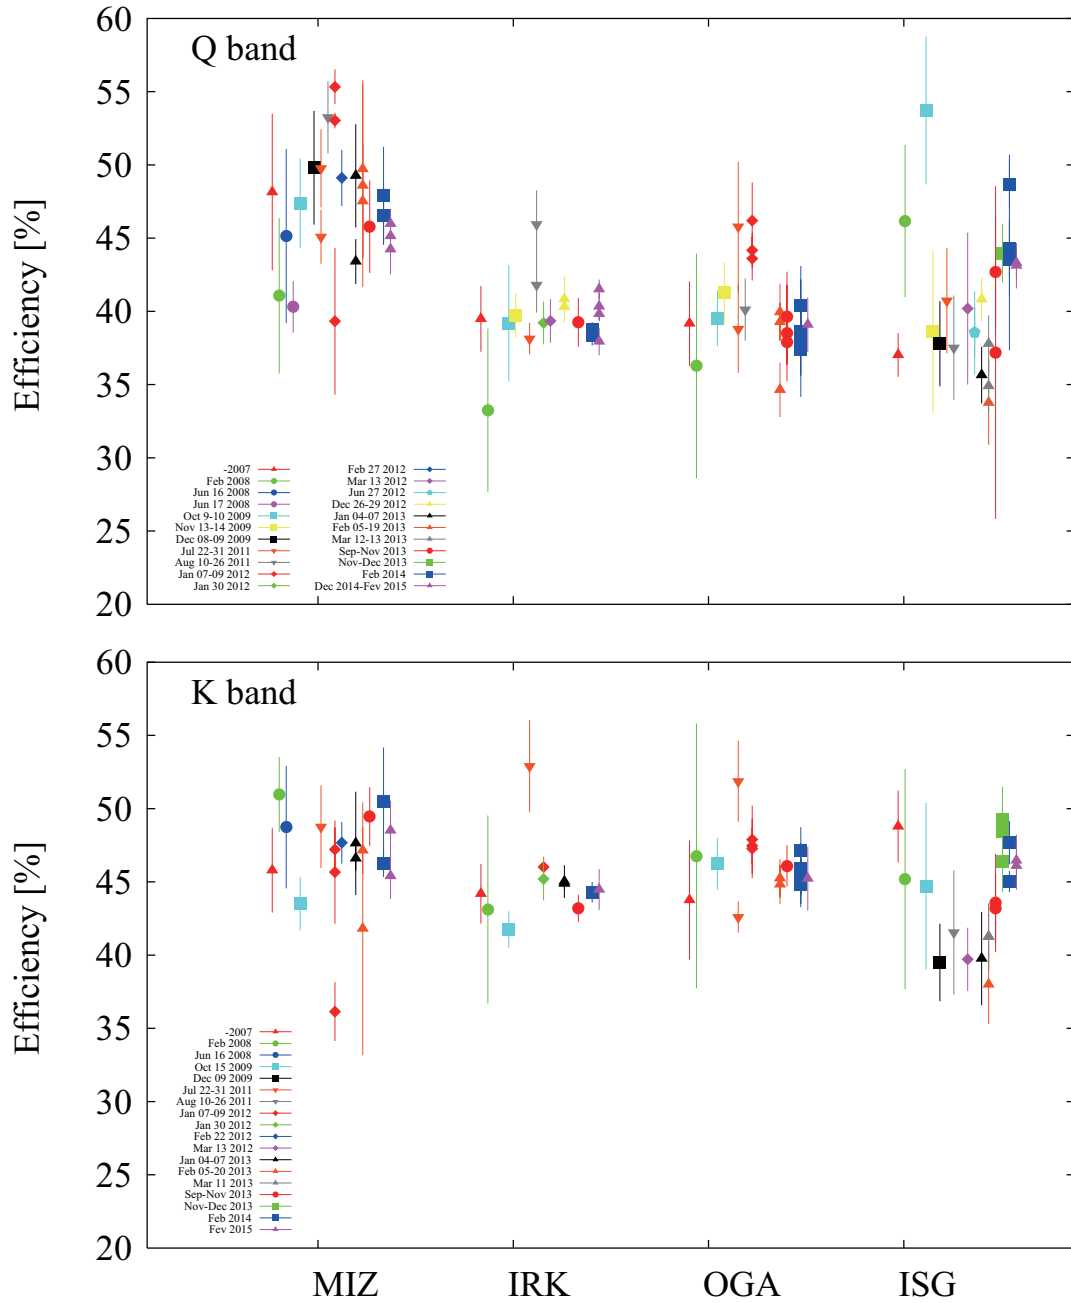 60
Q band
55
50
45
Efficiency [%]
40
35
30
-2007
Feb 2008
Jun 16 2008
Jun 17 2008
Oct 9-10 2009
Nov 13-14 2009
Dec 08-09 2009
Jul 22-31 2011
Aug 10-26 2011
Jan 07-09 2012
Jan 30 2012
Feb 27 2012
Mar 13 2012
Jun 27 2012
Dec 26-29 2012
Jan 04-07 2013
Feb 05-19 2013
Mar 12-13 2013
Sep-Nov 2013
Nov-Dec 2013
Feb 2014
Dec 2014-Fev 2015
25
20
60
K band
55
50
45
Efficiency [%]
40
35
30
25
20
-2007
Feb 2008
Jun 16 2008
Oct 15 2009
Dec 09 2009
Jul 22-31 2011
Aug 10-26 2011
Jan 07-09 2012
Jan 30 2012
Feb 22 2012
Mar 13 2012
Jan 04-07 2013
Feb 05-20 2013
Mar 11 2013
Sep-Nov 2013
Nov-Dec 2013
Feb 2014
Fev 2015
MIZ IRK OGA ISG